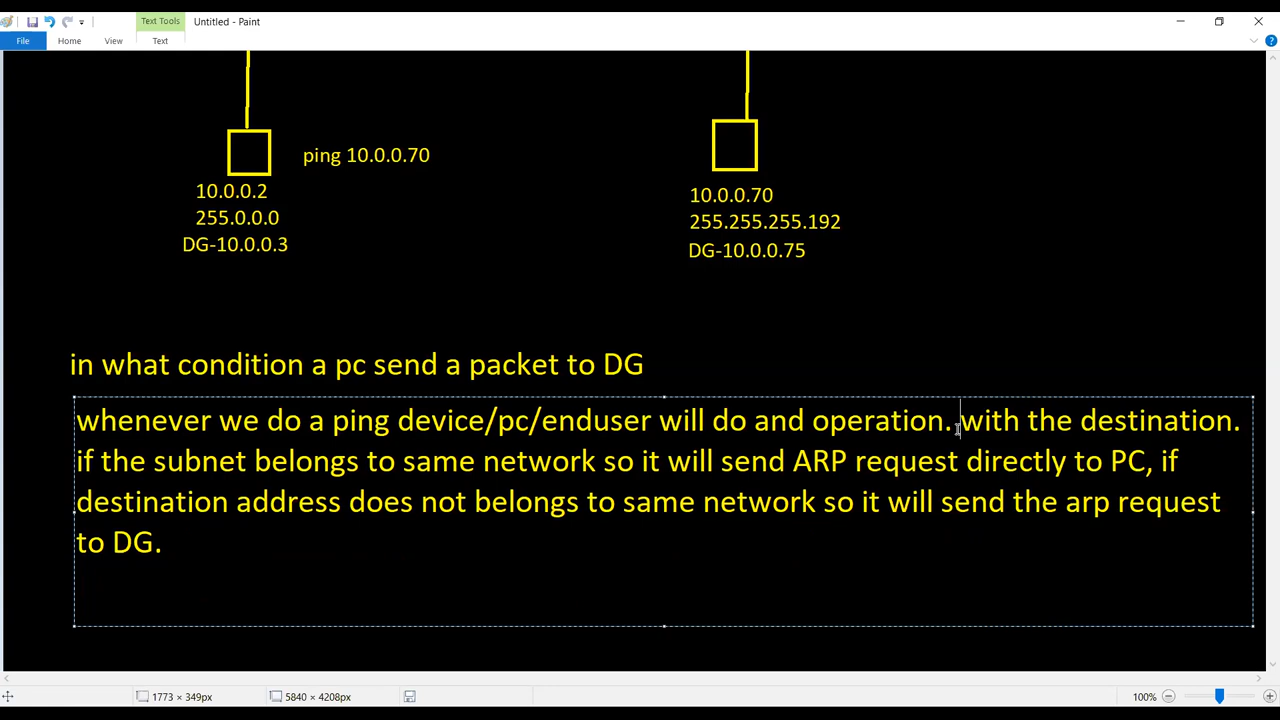 Text Tools
Untitled - Paint
File
Home
View
Text
ping 10.0.0.70
10.0.0.2
255.0.0.0
DG-10.0.0.3
10.0.0.70
255.255.255.192
DG-10.0.0.75
in what condition a pc send a packet to DG
whenever we do a ping device/pc/enduser will do and operation. with the destination.
if the subnet belongs to same network so it will send ARP request directly to PC, if
destination address does not belongs to same network so it will send the arp request
to DG.
1773 × 349px
5840 × 4208px
100%